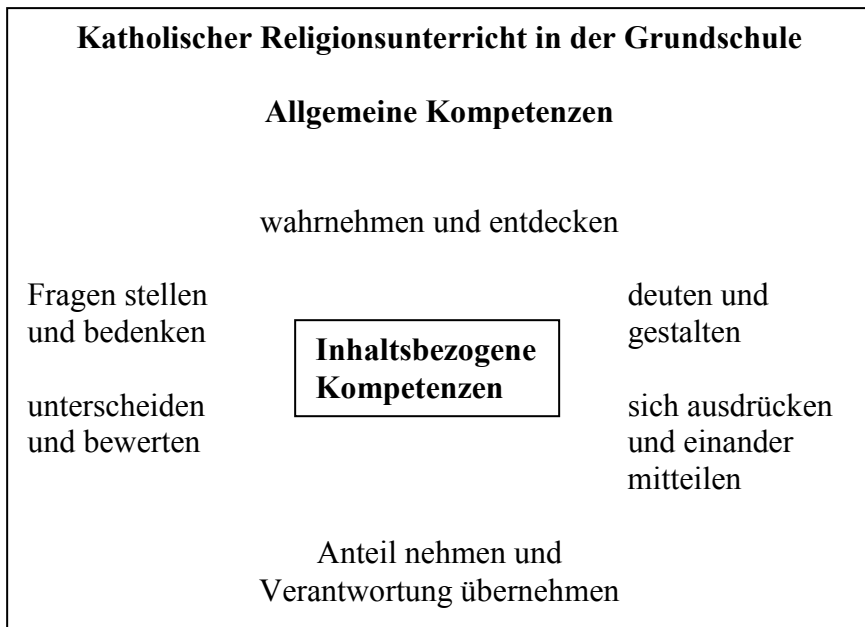 Katholischer Religionsunterricht in der Grundschule
Allgemeine Kompetenzen
wahrnehmen und entdecken
Fragen stellen
und bedenken
deuten und
gestalten
Inhaltsbezogene
Kompetenzen
unterscheiden
und bewerten
sich ausdrücken
und einander
mitteilen
Anteil nehmen und
Verantwortung übernehmen